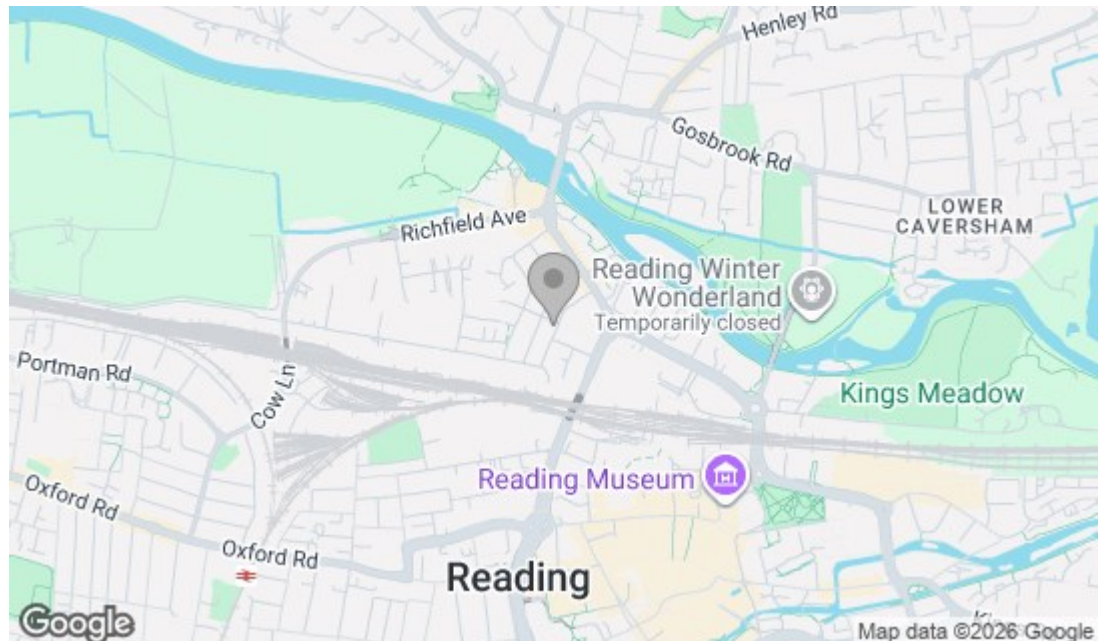 Henley Rd
Gosbrook Rd
LOWER
CAVERSHAM
Richfield Ave
Reading Winter
Wonderland
Temporarily closed
Portman Rd
Cow Ln
Kings Meadow
Reading Museum
Oxford Rd
Oxford Rd
Reading
Google
Map data ©2026 Google